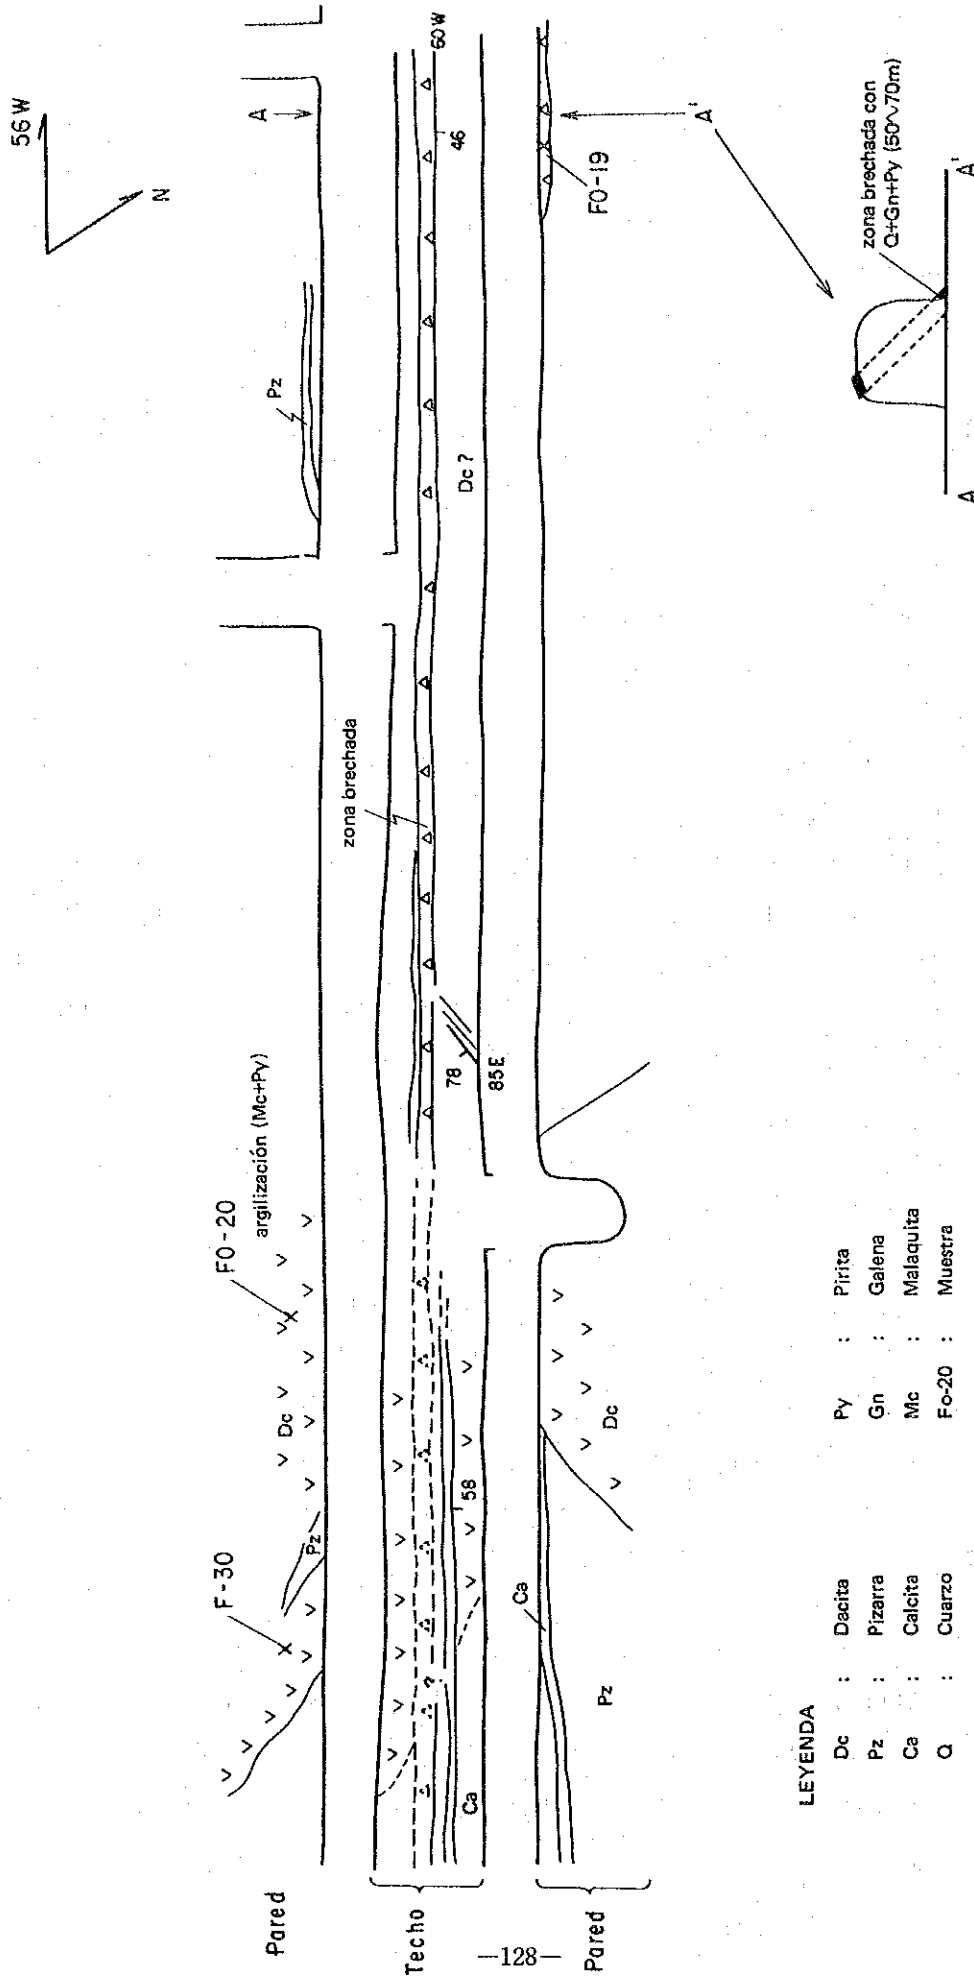 56W
N
A
Pz
60W
46
A'
FO-19
Dc ?
zona brechada
zona brechada con
Q+Gn+Py (50∿70m)
A
A'
78
85E
FO-20
argilización (Mc+Py)
Dc
F-30
Pz
58
Dc
Ca
?
Ca
Pz
Pared
Techo
Pared
LEYENDA
Dc : Dacita
Pz : Pizarra
Ca : Calcita
Q : Cuarzo
Py : Pirita
Gn : Galena
Mc : Malaquita
Fo-20 : Muestra
—128—